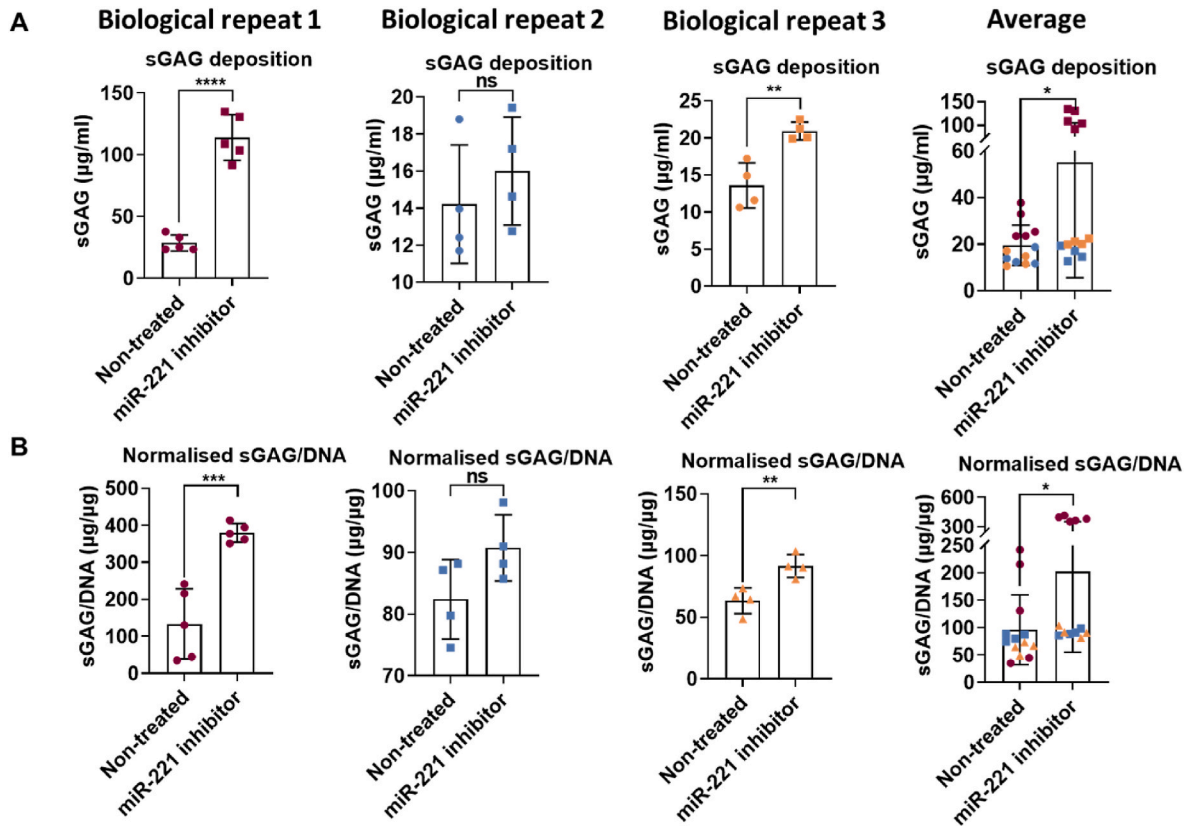 A
Biological repeat 1
Biological repeat 2
Biological repeat 3
Average
sGAG deposition
****
sGAG (µg/ml)
150
100
50
0
Non-treated
miR-221 inhibitor
sGAG deposition
ns
sGAG (µg/ml)
20
18
16
14
12
10
Non-treated
miR-221 inhibitor
sGAG deposition
**
sGAG (µg/ml)
25
20
15
10
5
0
Non-treated
miR-221 inhibitor
sGAG deposition
*
sGAG (µg/ml)
150
100
60
40
20
0
Non-treated
miR-221 inhibitor
B
Normalised sGAG/DNA
***
sGAG/DNA (µg/µg)
500
400
300
200
100
0
Non-treated
miR-221 inhibitor
Normalised sGAG/DNA
ns
sGAG/DNA (µg/µg)
100
90
80
70
Non-treated
miR-221 inhibitor
Normalised sGAG/DNA
**
sGAG/DNA (µg/µg)
150
100
50
0
Non-treated
miR-221 inhibitor
Normalised sGAG/DNA
*
sGAG/DNA (µg/µg)
600
300
250
200
150
100
50
0
Non-treated
miR-221 inhibitor